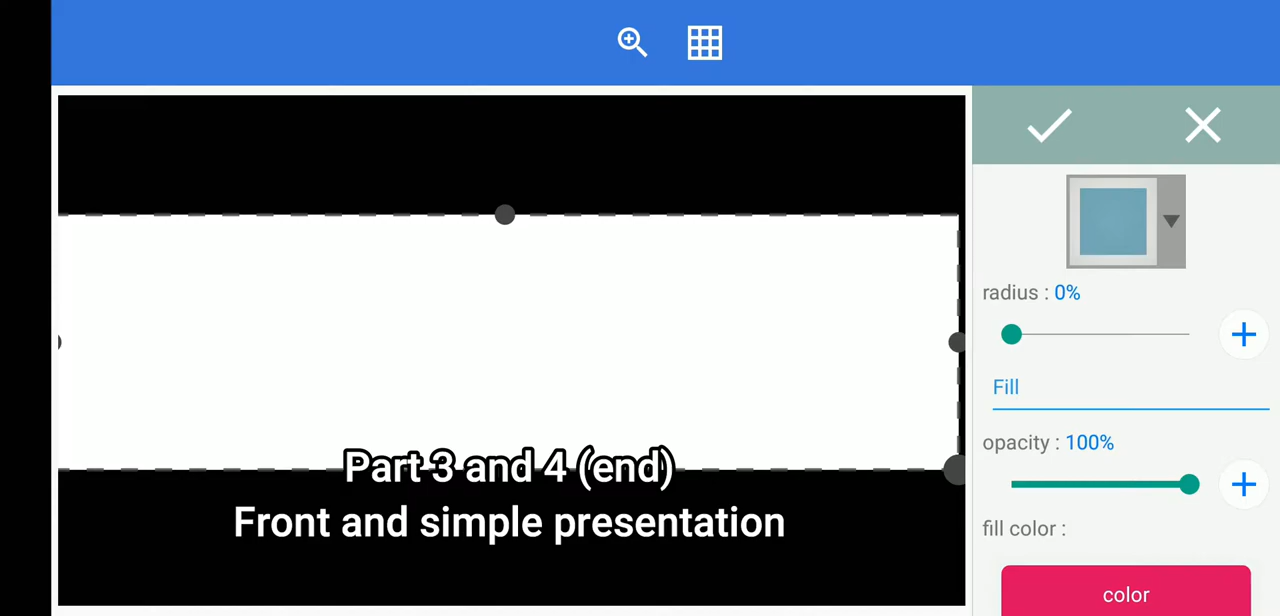 radius : 0%
Fill
opacity : 100%
fill color :
color
Part 3 and 4 (end)
Front and simple presentation